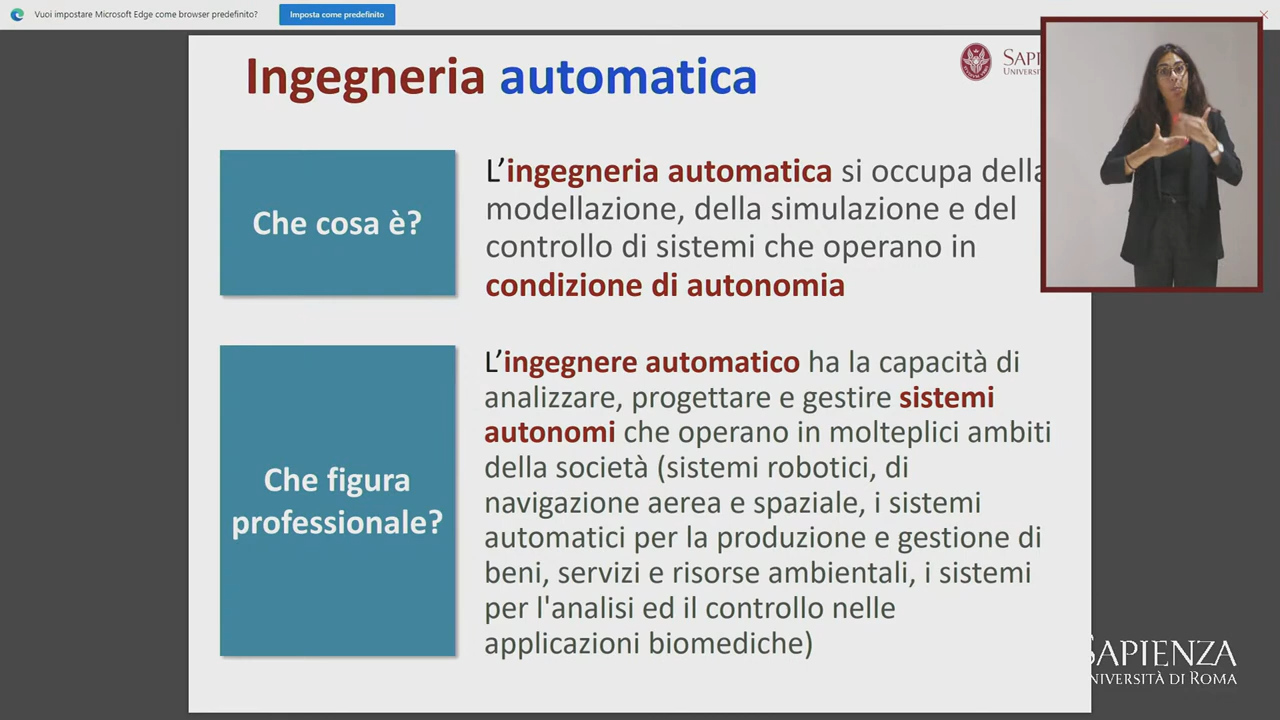 Vuoi impostare Microsoft Edge come browser predefinito?
Imposta come predefinito
Ingegneria automatica
Che cosa è?
L'ingegneria automatica si occupa della
modellazione, della simulazione e del
controllo di sistemi che operano in
condizione di autonomia
Che figura
professionale?
L'ingegnere automatico ha la capacità di
analizzare, progettare e gestire sistemi
autonomi che operano in molteplici ambiti
della società (sistemi robotici, di
navigazione aerea e spaziale, i sistemi
automatici per la produzione e gestione di
beni, servizi e risorse ambientali, i sistemi
per l'analisi ed il controllo nelle
applicazioni biomediche)
SAPIENZA
UNIVERSITÀ DI ROMA